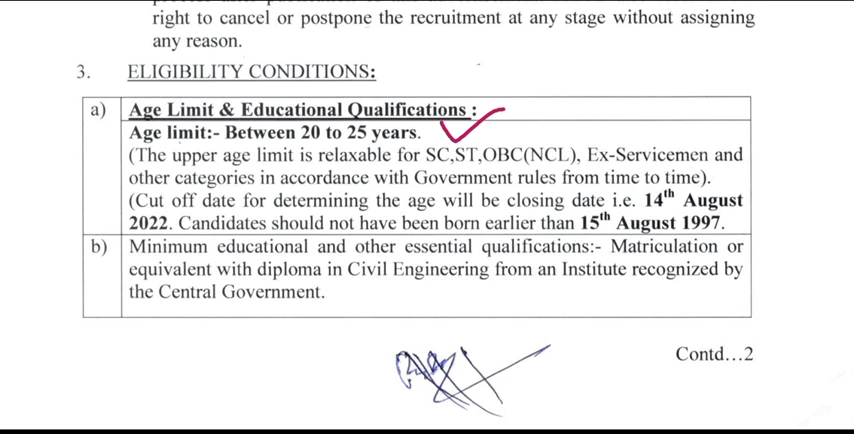 right to cancel or postpone the recruitment at any stage without assigning
any reason.
3. ELIGIBILITY CONDITIONS:
a) Age Limit & Educational Qualifications :
Age limit:- Between 20 to 25 years.
(The upper age limit is relaxable for SC,ST,OBC(NCL), Ex-Servicemen and
other categories in accordance with Government rules from time to time).
(Cut off date for determining the age will be closing date i.e. 14th August
2022. Candidates should not have been born earlier than 15th August 1997.
b) Minimum educational and other essential qualifications:- Matriculation or
equivalent with diploma in Civil Engineering from an Institute recognized by
the Central Government.
Contd...2